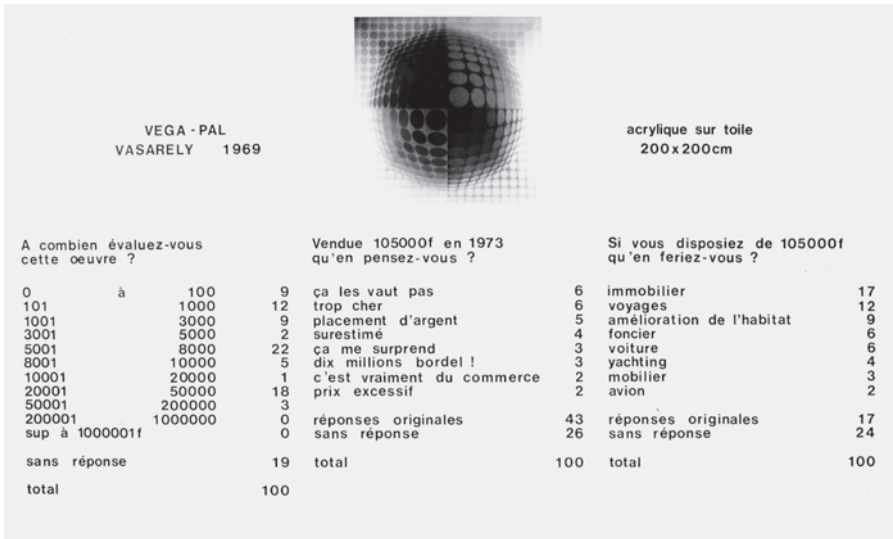 VEGA - PAL
VASARELY 1969
acrylique sur toile
200 x 200cm
A combien évaluez-vous
cette oeuvre ?
0 à 100 9
101 1000 12
1001 3000 9
3001 5000 2
5001 8000 22
8001 10000 5
10001 20000 1
20001 50000 18
50001 200000 3
200001 1000000 0
sup à 1000001f 0
sans réponse 19
total 100
Vendue 105000f en 1973
qu'en pensez-vous ?
ça les vaut pas 6
trop cher 6
placement d'argent 5
surestimé 4
ça me surprend 3
dix millions bordel ! 3
c'est vraiment du commerce 2
prix excessif 2
réponses originales 43
sans réponse 26
total 100
Si vous disposiez de 105000f
qu'en feriez-vous ?
immobilier 17
voyages 12
amélioration de l'habitat 9
foncier 6
voiture 6
yachting 4
mobilier 3
avion 2
réponses originales 17
sans réponse 24
total 100